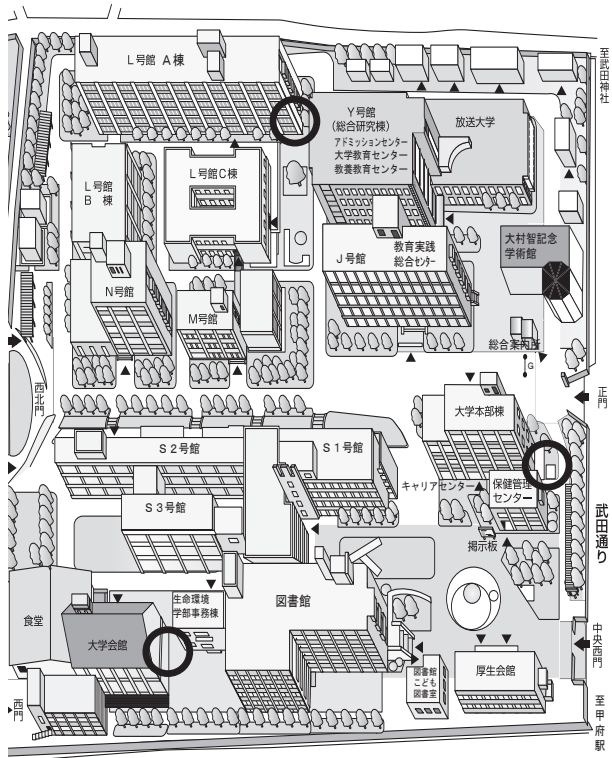 L号館 A棟
至武田神社
Y号館
(総合研究棟)
アドミッションセンター
大学教育センター
教養教育センター
放送大学
L号館
B 棟
L号館C棟
J号館
教育実践
総合センター
大村智記念
学術館
N号館
M号館
総合案内所
G
西北門
正門
大学本部棟
S2号館
S1号館
キャリアセンター
保健管理
センター
S3号館
掲示板
武田通り
食堂
大学会館
生命環境
学部事務棟
図書館
図書館
こども
図書室
厚生会館
中央西門
西門
至甲府駅